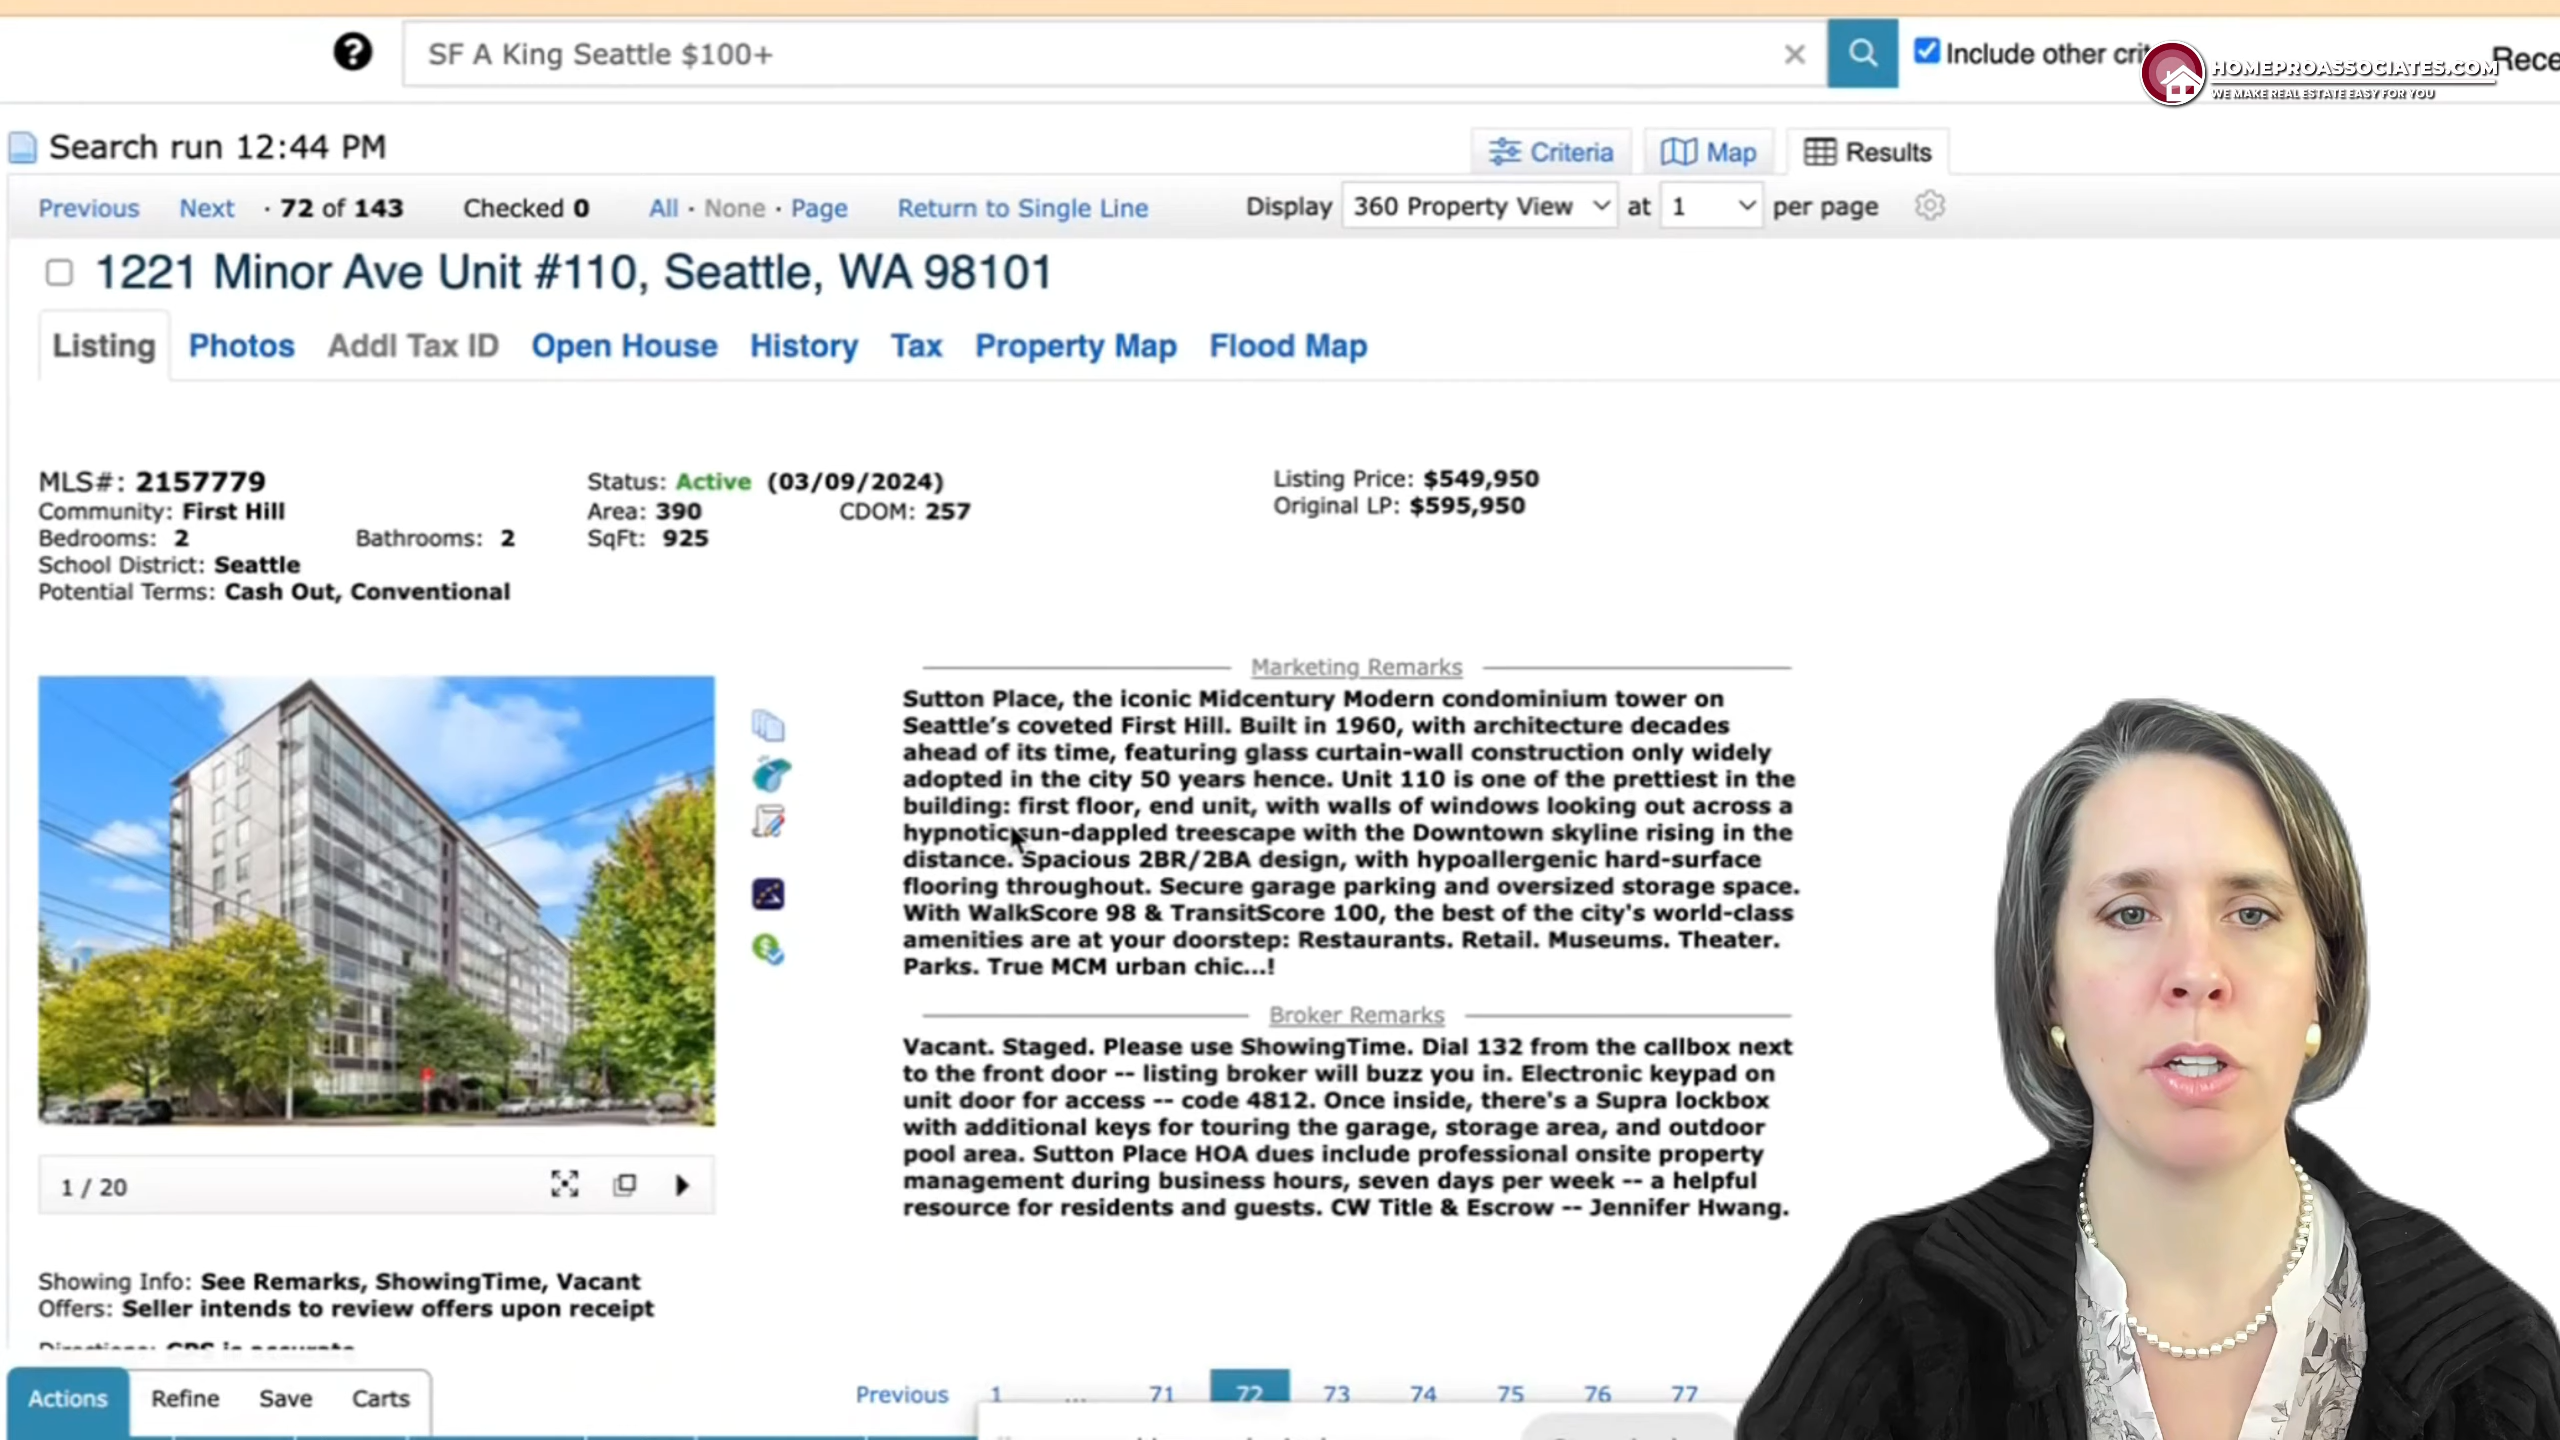 SF A King Seattle $100+
Include other crit
HOMEPROASSOCIATES.COM
WE MAKE REAL ESTATE EASY FOR YOU
Rece
Search run 12:44 PM
Criteria
Map
Results
Previous Next · 72 of 143 Checked 0 All · None · Page Return to Single Line Display 360 Property View at 1 per page
1221 Minor Ave Unit #110, Seattle, WA 98101
Listing Photos Addl Tax ID Open House History Tax Property Map Flood Map
MLS#: 2157779 Status: Active (03/09/2024) Listing Price: $549,950
Community: First Hill Area: 390 CDOM: 257 Original LP: $595,950
Bedrooms: 2 Bathrooms: 2 SqFt: 925
School District: Seattle
Potential Terms: Cash Out, Conventional
Marketing Remarks
Sutton Place, the iconic Midcentury Modern condominium tower on
Seattle’s coveted First Hill. Built in 1960, with architecture decades
ahead of its time, featuring glass curtain-wall construction only widely
adopted in the city 50 years hence. Unit 110 is one of the prettiest in the
building: first floor, end unit, with walls of windows looking out across a
hypnotic sun-dappled treescape with the Downtown skyline rising in the
distance. Spacious 2BR/2BA design, with hypoallergenic hard-surface
flooring throughout. Secure garage parking and oversized storage space.
With WalkScore 98 & TransitScore 100, the best of the city's world-class
amenities are at your doorstep: Restaurants. Retail. Museums. Theater.
Parks. True MCM urban chic...!
Broker Remarks
Vacant. Staged. Please use ShowingTime. Dial 132 from the callbox next
to the front door -- listing broker will buzz you in. Electronic keypad on
unit door for access -- code 4812. Once inside, there's a Supra lockbox
with additional keys for touring the garage, storage area, and outdoor
pool area. Sutton Place HOA dues include professional onsite property
management during business hours, seven days per week -- a helpful
resource for residents and guests. CW Title & Escrow -- Jennifer Hwang.
1 / 20
Showing Info: See Remarks, ShowingTime, Vacant
Offers: Seller intends to review offers upon receipt
Directions: GPS is accurate
Actions Refine Save Carts
Previous 1 ... 71 72 73 74 75 76 77